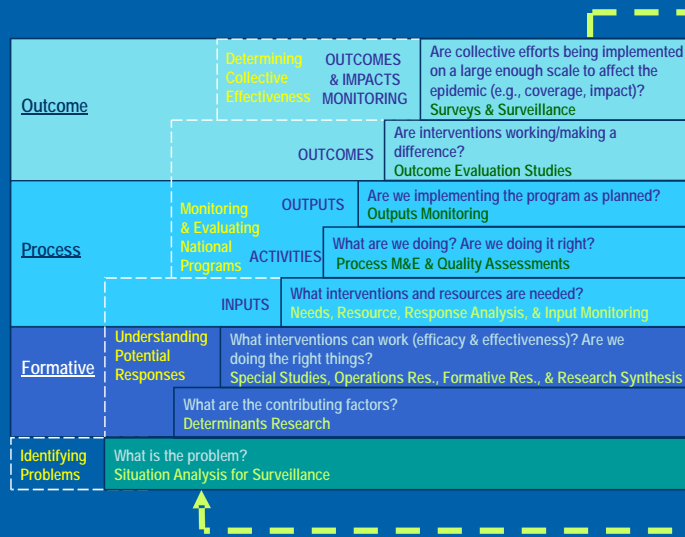 Determining
Collective
Effectiveness
OUTCOMES
& IMPACTS
MONITORING
Are collective efforts being implemented
on a large enough scale to affect the
epidemic (e.g., coverage, impact)?
Surveys & Surveillance
Outcome
OUTCOMES
Are interventions working/making a
difference?
Outcome Evaluation Studies
Monitoring
& Evaluating
National
Programs
OUTPUTS
Are we implementing the program as planned?
Outputs Monitoring
Process
ACTIVITIES
What are we doing? Are we doing it right?
Process M&E & Quality Assessments
INPUTS
What interventions and resources are needed?
Needs, Resource, Response Analysis, & Input Monitoring
Understanding
Potential
Responses
Formative
What interventions can work (efficacy & effectiveness)? Are we
doing the right things?
Special Studies, Operations Res., Formative Res., & Research Synthesis
What are the contributing factors?
Determinants Research
Identifying
Problems
What is the problem?
Situation Analysis for Surveillance